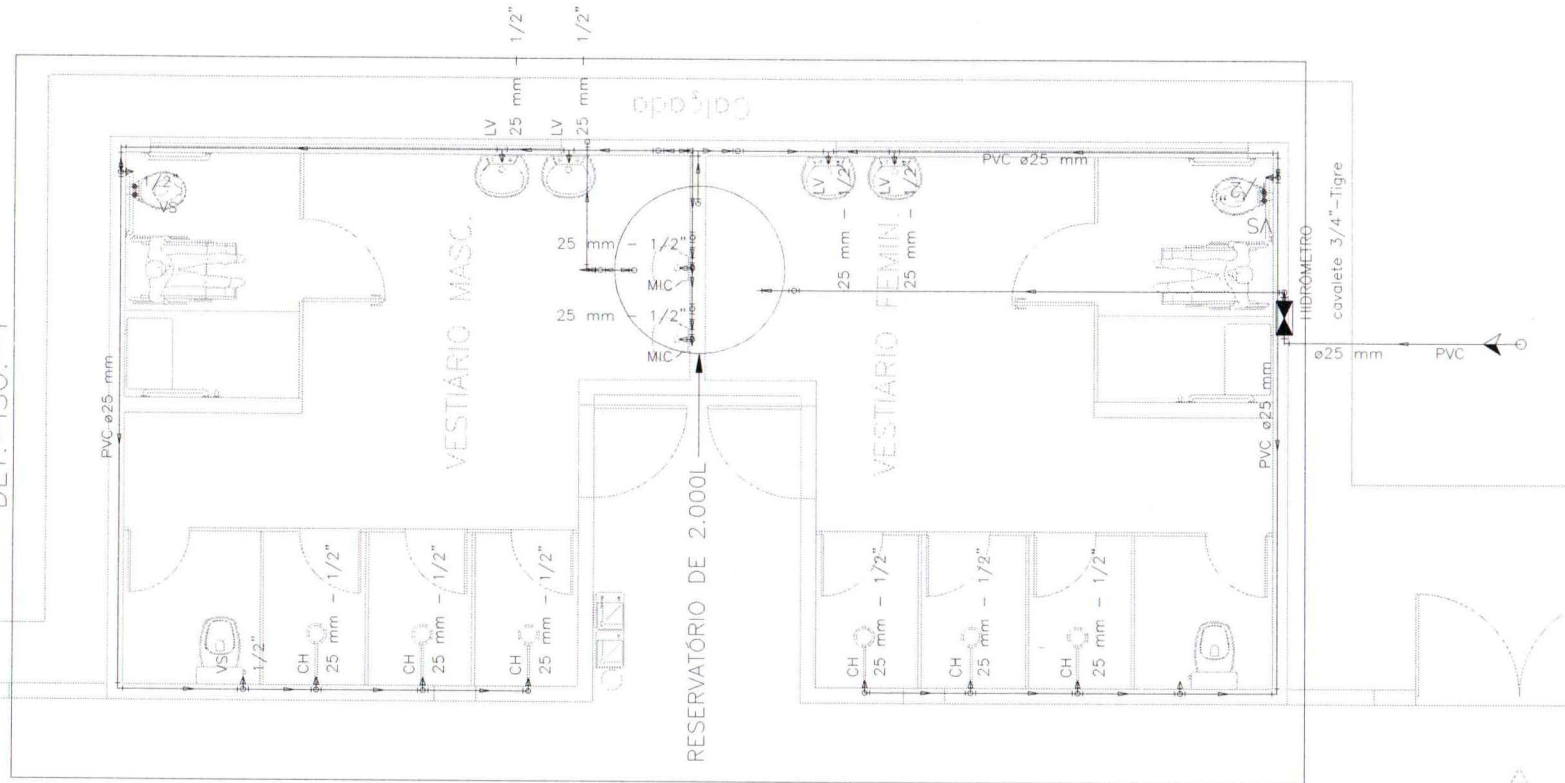 1/2"
1/2"
25 mm
25 mm
LV
LV
Calçada
1/2"
VS
PVC ø25 mm
LV
LV
25 mm - 1/2"
25 mm - 1/2"
1/2"
VS
VESTIÁRIO MASC.
25 mm - 1/2"
MIC
25 mm - 1/2"
MIC
VESTIÁRIO FEMIN.
HIDRÔMETRO
cavalete 3/4"-Tigre
ø25 mm
PVC
PVC ø25 mm
PVC ø25 mm
RESERVATÓRIO DE 2.000L
VS
1/2"
CH
25 mm - 1/2"
CH
25 mm - 1/2"
CH
25 mm - 1/2"
CH
25 mm - 1/2"
CH
25 mm - 1/2"
CH
25 mm - 1/2"